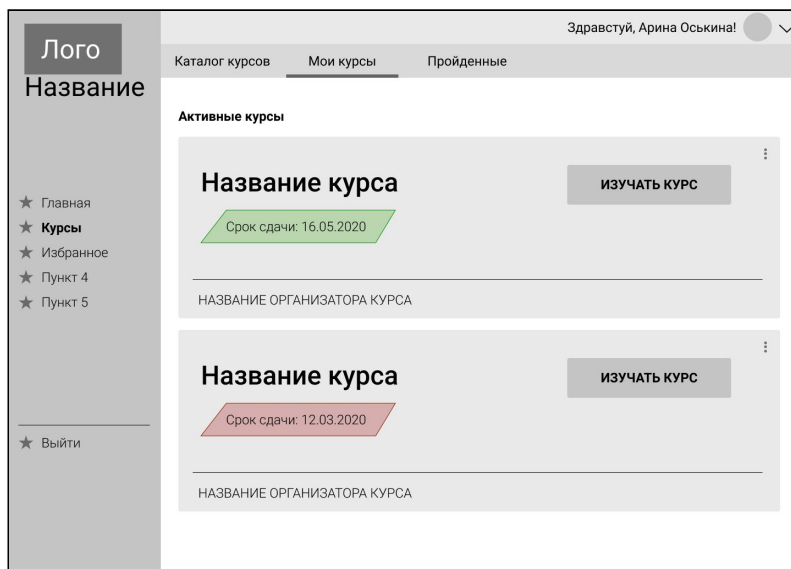 Лого
Название
Здравстуй, Арина Оськина!
Каталог курсов
Мои курсы
Пройденные
Главная
Курсы
Избранное
Пункт 4
Пункт 5
Выйти
Активные курсы
Название курса
ИЗУЧАТЬ КУРС
Срок сдачи: 16.05.2020
НАЗВАНИЕ ОРГАНИЗАТОРА КУРСА
Название курса
ИЗУЧАТЬ КУРС
Срок сдачи: 12.03.2020
НАЗВАНИЕ ОРГАНИЗАТОРА КУРСА